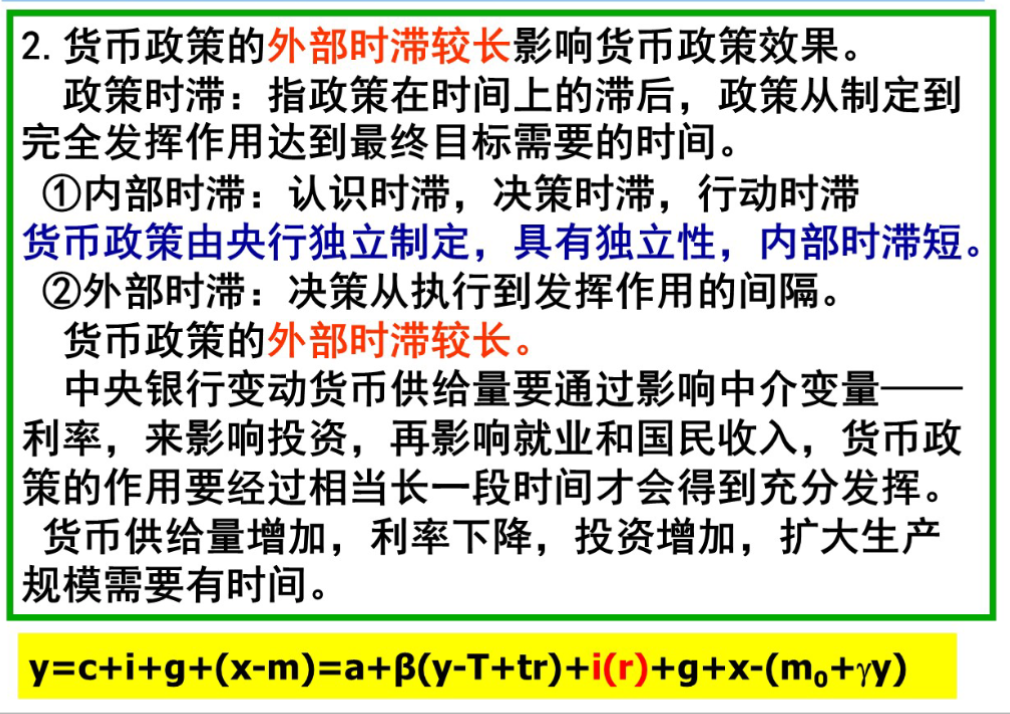 2.货币政策的外部时滞较长影响货币政策效果。
政策时滞：指政策在时间上的滞后，政策从制定到
完全发挥作用达到最终目标需要的时间。
①内部时滞：认识时滞，决策时滞，行动时滞
货币政策由央行独立制定，具有独立性，内部时滞短。
②外部时滞：决策从执行到发挥作用的间隔。
货币政策的外部时滞较长。
中央银行变动货币供给量要通过影响中介变量——
利率，来影响投资，再影响就业和国民收入，货币政
策的作用要经过相当长一段时间才会得到充分发挥。
货币供给量增加，利率下降，投资增加，扩大生产
规模需要有时间。
y=c+i+g+(x-m)=a+β(y-T+tr)+i(r)+g+x-(m₀+γy)